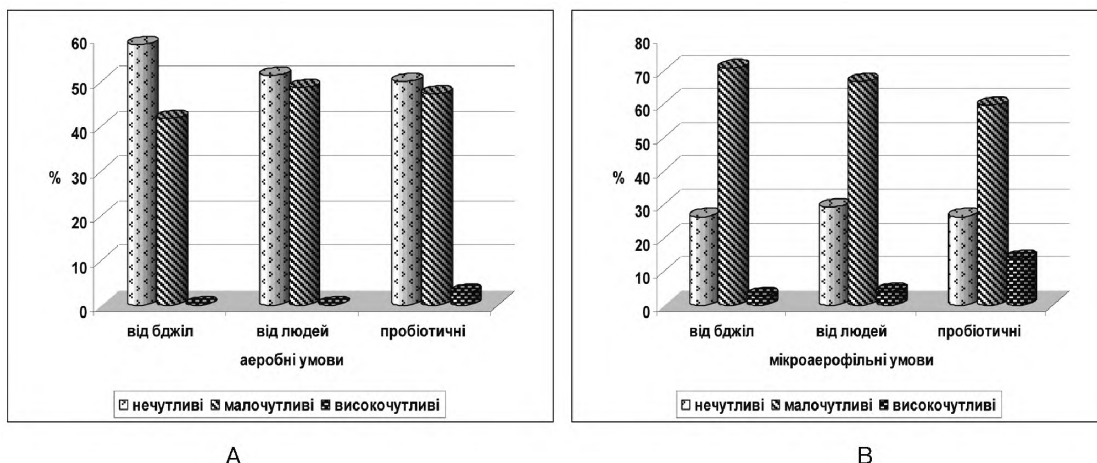 60
50
40
30
20
10
0
%
від бджіл від людей пробіотичні
аеробні умови
нечутливі малочутливі високочутливі
A
80
70
60
50
40
30
20
10
0
%
від бджіл від людей пробіотичні
мікроаерофільні умови
нечутливі малочутливі високочутливі
B